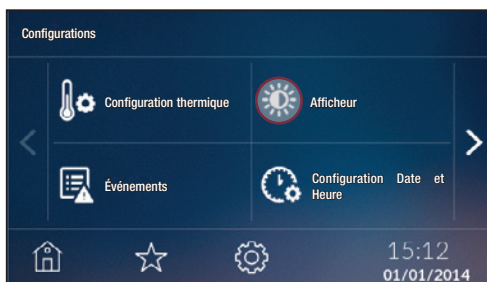 Configurations
Configuration thermique
Afficheur
Événements
Configuration Date et
Heure
15:12
01/01/2014